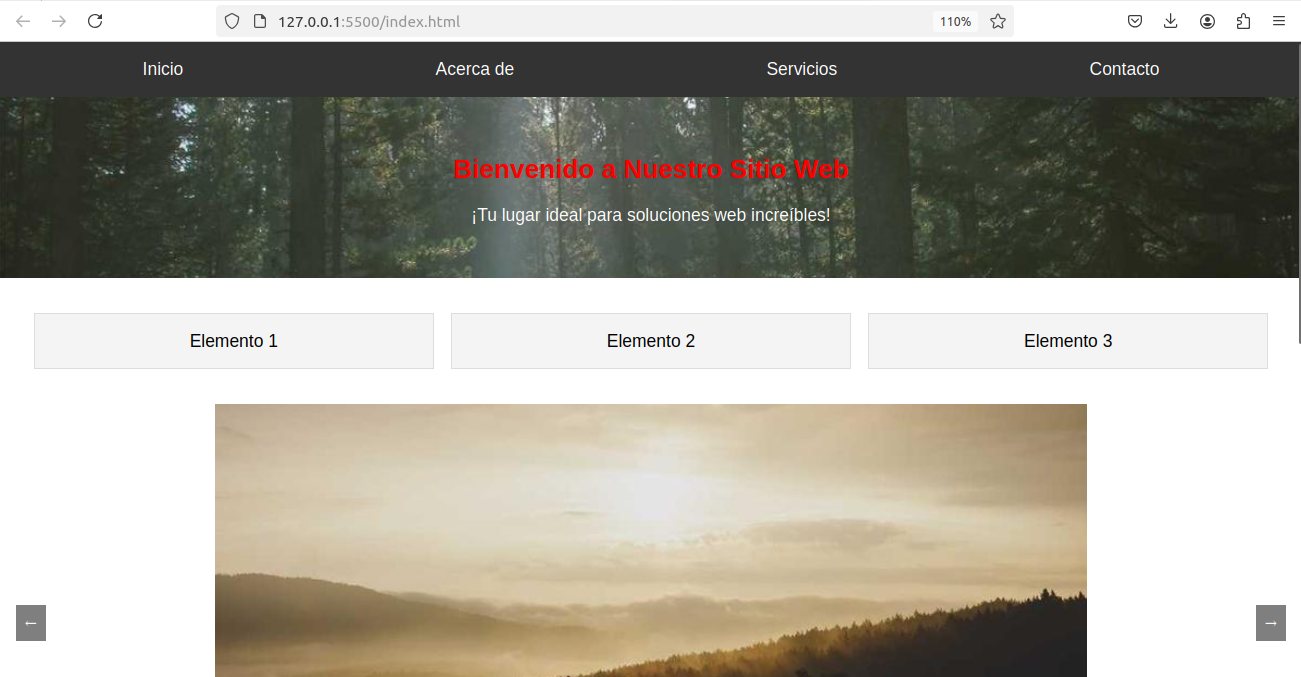 127.0.0.1:5500/index.html 110%
Inicio Acerca de Servicios Contacto
Bienvenido a Nuestro Sitio Web
¡Tu lugar ideal para soluciones web increíbles!
Elemento 1 Elemento 2 Elemento 3
← →